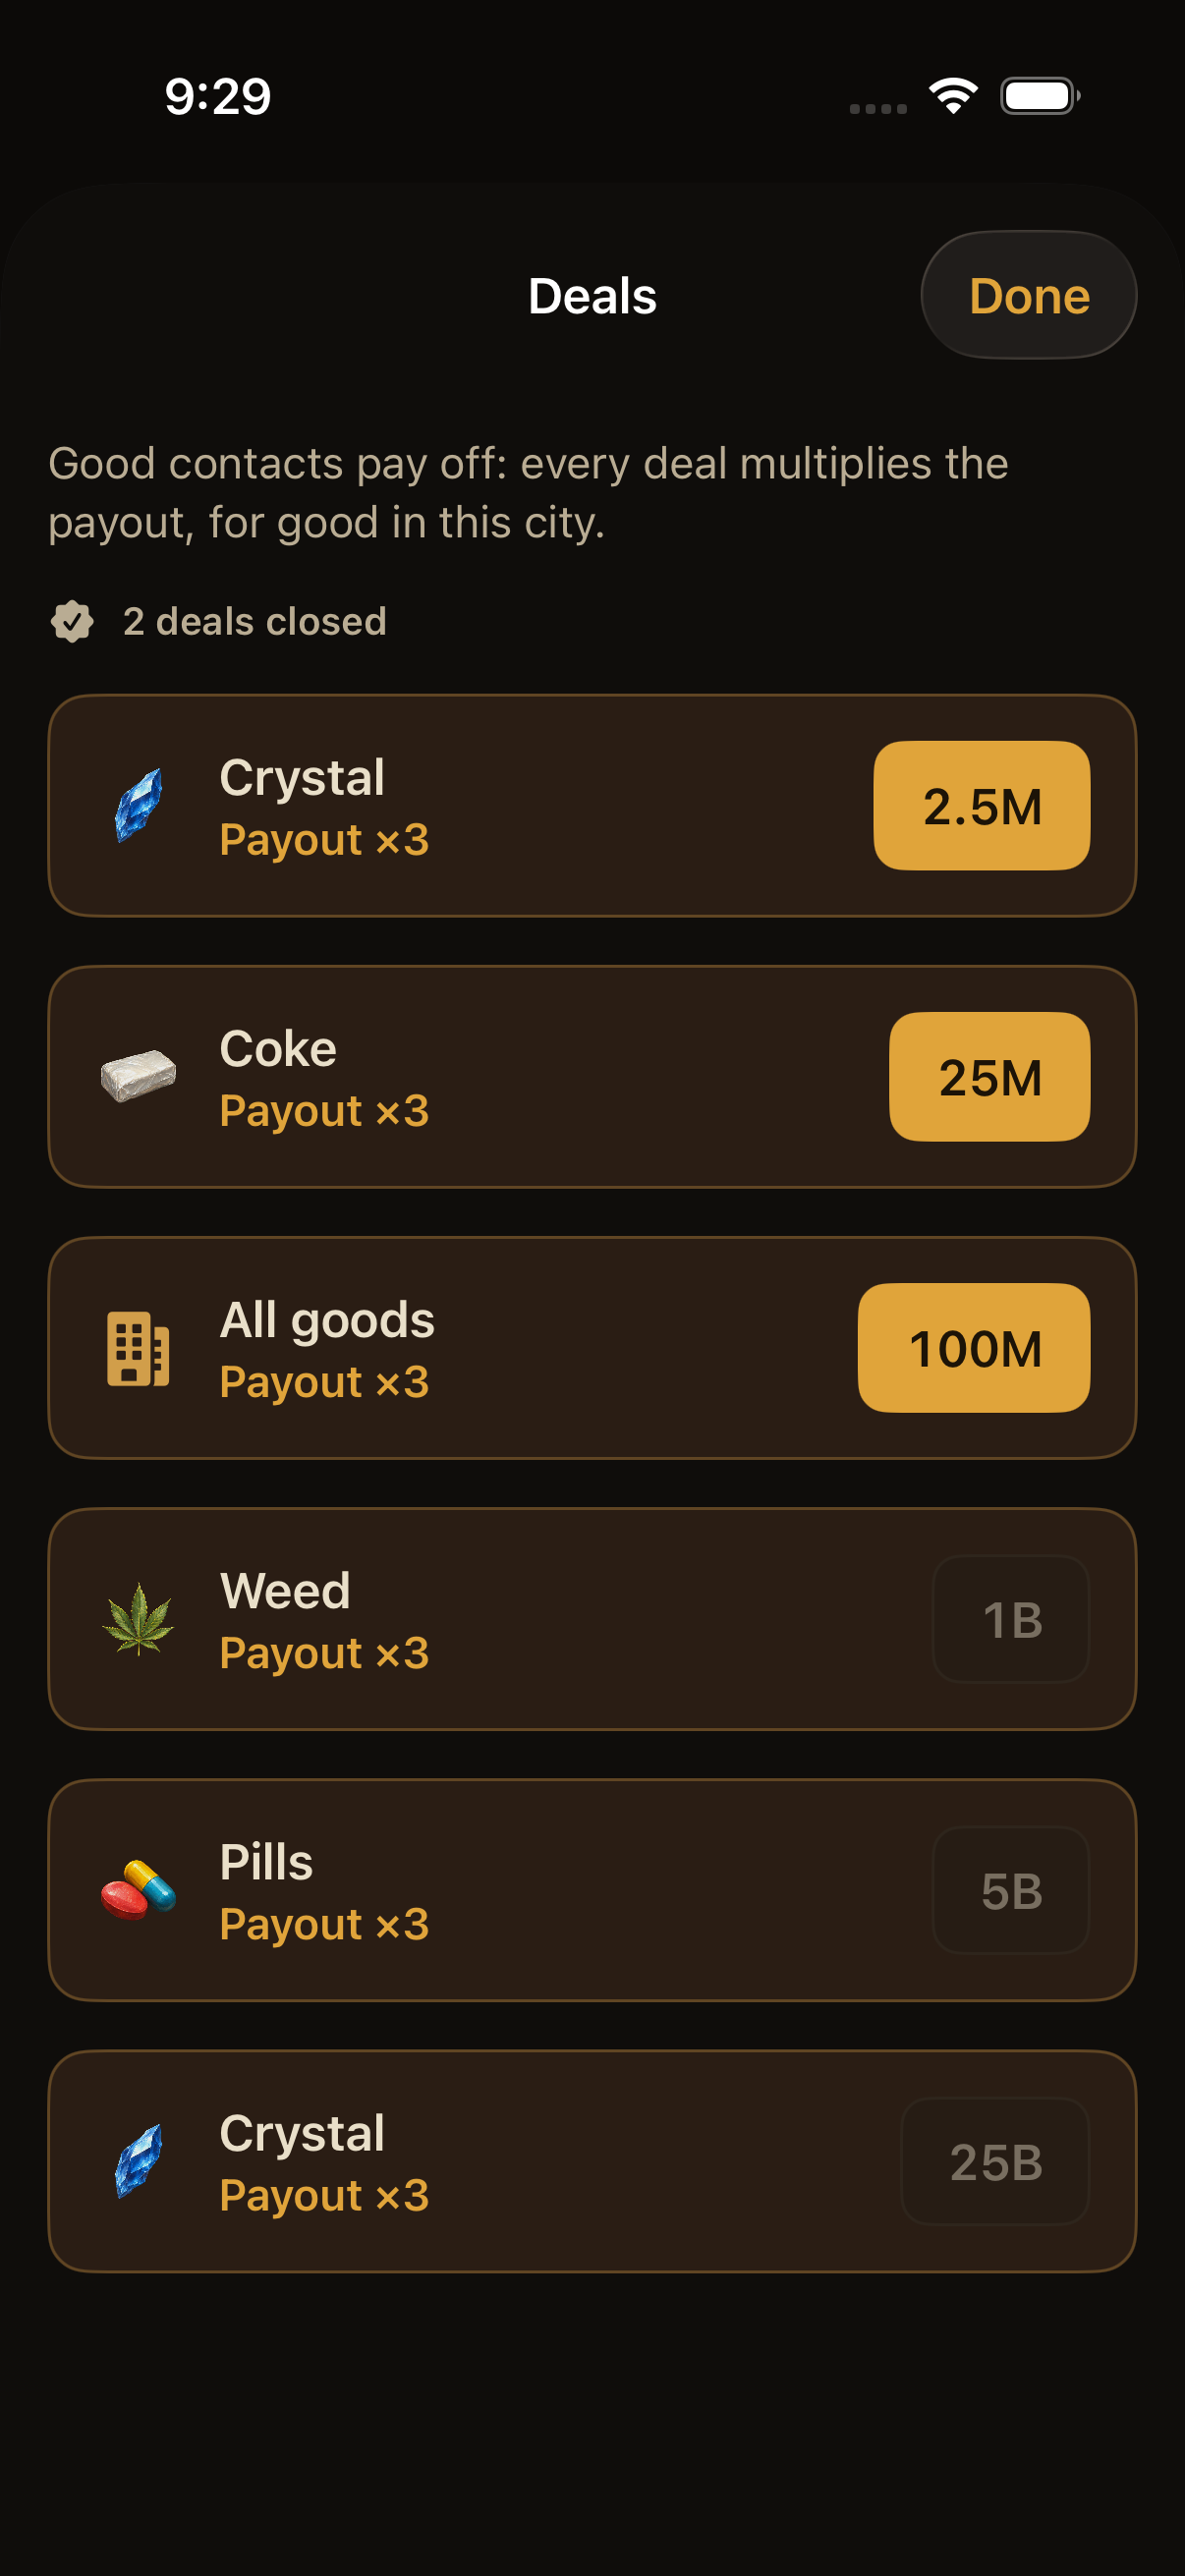 9:29
Deals
Done
Good contacts pay off: every deal multiplies the
payout, for good in this city.
2 deals closed
Crystal
Payout ×3
2.5M
Coke
Payout ×3
25M
All goods
Payout ×3
100M
Weed
Payout ×3
1B
Pills
Payout ×3
5B
Crystal
Payout ×3
25B